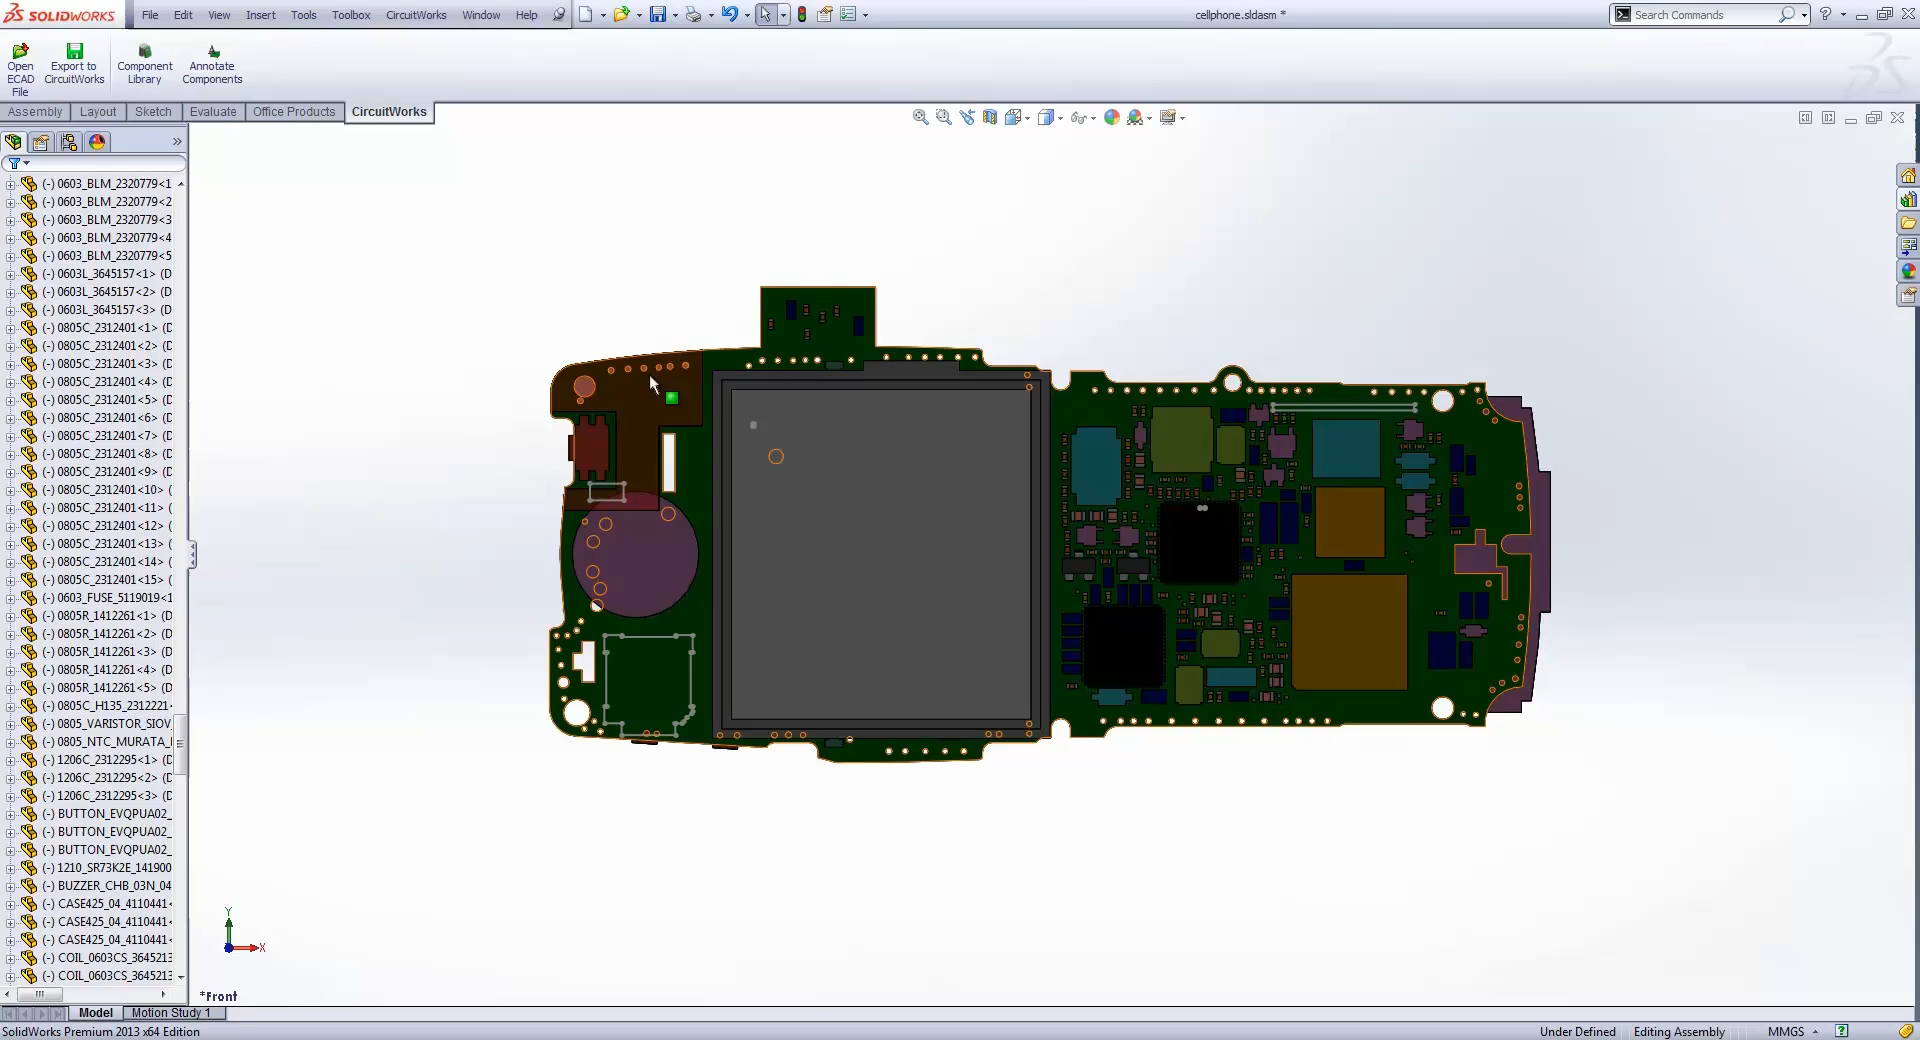 SOLIDWORKS File Edit View Insert Tools Toolbox CircuitWorks Window Help cellphone.sldasm * Search Commands
Open ECAD File
Export to CircuitWorks
Component Library
Annotate Components
Assembly Layout Sketch Evaluate Office Products CircuitWorks
(-) 0603_BLM_2320779<1
(-) 0603_BLM_2320779<2
(-) 0603_BLM_2320779<3
(-) 0603_BLM_2320779<4
(-) 0603_BLM_2320779<5
(-) 0603L_3645157<1> (D
(-) 0603L_3645157<2> (D
(-) 0603L_3645157<3> (D
(-) 0805C_2312401<1> (D
(-) 0805C_2312401<2> (D
(-) 0805C_2312401<3> (D
(-) 0805C_2312401<4> (D
(-) 0805C_2312401<5> (D
(-) 0805C_2312401<6> (D
(-) 0805C_2312401<7> (D
(-) 0805C_2312401<8> (D
(-) 0805C_2312401<9> (D
(-) 0805C_2312401<10> (
(-) 0805C_2312401<11> (
(-) 0805C_2312401<12> (
(-) 0805C_2312401<13> (
(-) 0805C_2312401<14> (
(-) 0805C_2312401<15> (
(-) 0603_FUSE_5119019<1
(-) 0805R_1412261<1> (D
(-) 0805R_1412261<2> (D
(-) 0805R_1412261<3> (D
(-) 0805R_1412261<4> (D
(-) 0805R_1412261<5> (D
(-) 0805C_H135_2312221
(-) 0805_VARISTOR_SIOV
(-) 0805_NTC_MURATA_
(-) 1206C_2312295<1> (D
(-) 1206C_2312295<2> (D
(-) 1206C_2312295<3> (D
(-) BUTTON_EVQPUA02_
(-) BUTTON_EVQPUA02_
(-) BUTTON_EVQPUA02_
(-) 1210_SR73K2E_141900
(-) BUZZER_CHB_03N_04
(-) CASE425_04_4110441<
(-) CASE425_04_4110441<
(-) CASE425_04_4110441<
(-) COIL_0603CS_3645213
(-) COIL_0603CS_3645213
Y
X
*Front
Model Motion Study 1
SolidWorks Premium 2013 x64 Edition Under Defined Editing Assembly MMGS